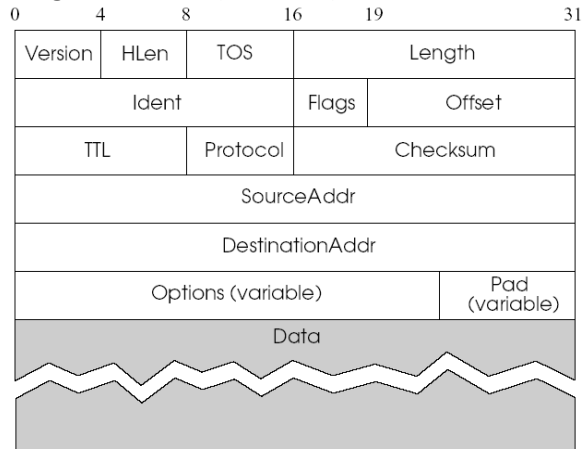 0 4 8 16 19 31
Version HLen TOS Length
Ident Flags Offset
TTL Protocol Checksum
SourceAddr
DestinationAddr
Options (variable) Pad
(variable)
Data